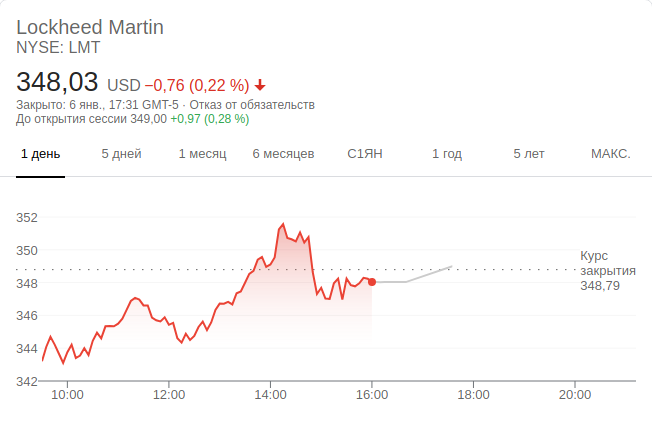 Lockheed Martin
NYSE: LMT
348,03 USD −0,76 (0,22 %)
Закрыто: 6 янв., 17:31 GMT-5 · Отказ от обязательств
До открытия сессии 349,00 +0,97 (0,28 %)
1 день 5 дней 1 месяц 6 месяцев С1ЯН 1 год 5 лет МАКС.
352
350
348
346
344
342
Курс
закрытия
348,79
10:00 12:00 14:00 16:00 18:00 20:00